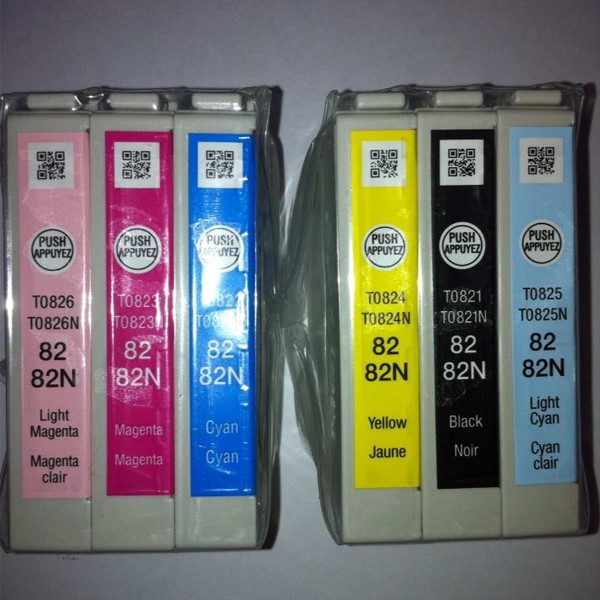 PUSH
APPUYEZ
T0826
T0826N
82
82N
Light
Magenta
Magenta
clair
PUSH
APPUYEZ
T0823
T0823N
82
82N
Magenta
Magenta
PUSH
APPUYEZ
82
82N
Cyan
Cyan
PUSH
APPUYEZ
T0824
T0824N
82
82N
Yellow
Jaune
PUSH
APPUYEZ
T0821
T0821N
82
82N
Black
Noir
PUSH
APPUYEZ
T0825
T0825N
82
82N
Light
Cyan
Cyan
clair